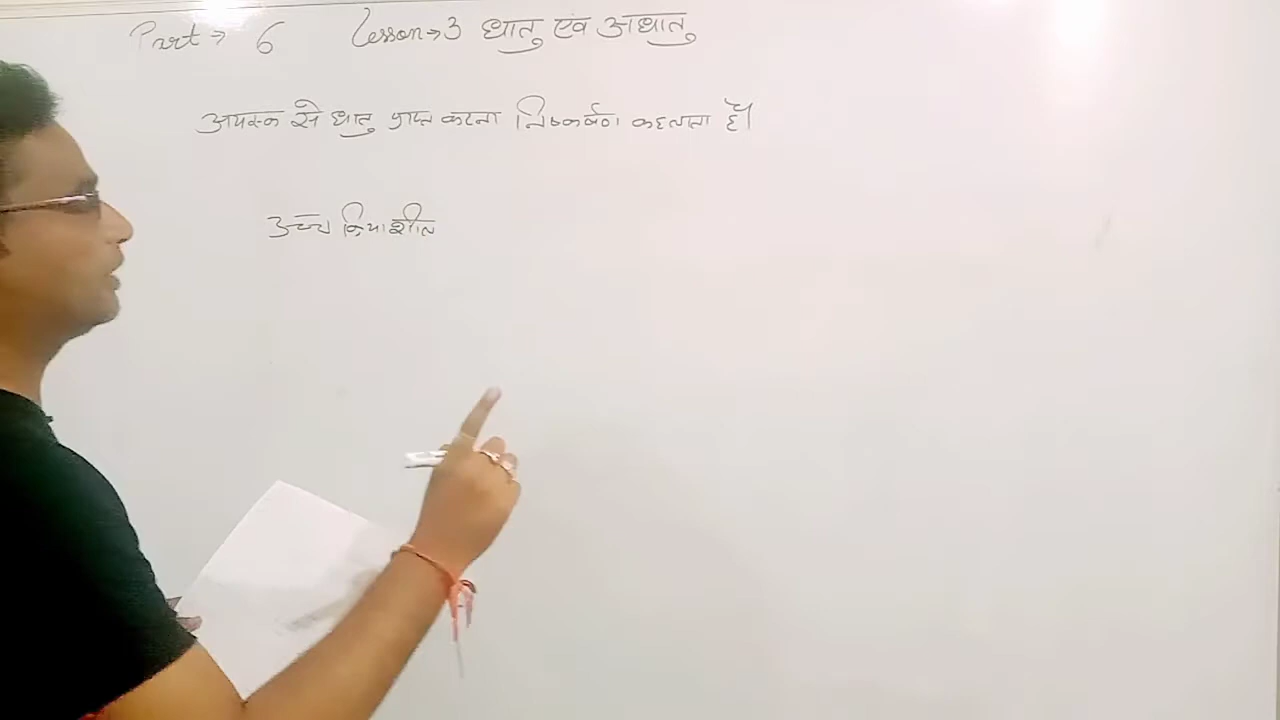 Part → 6 Lesson → 3 धातु एवं अधातु
अयस्क से धातु प्राप्त करना निष्कर्षण कहलाता है।
उच्च क्रियाशील